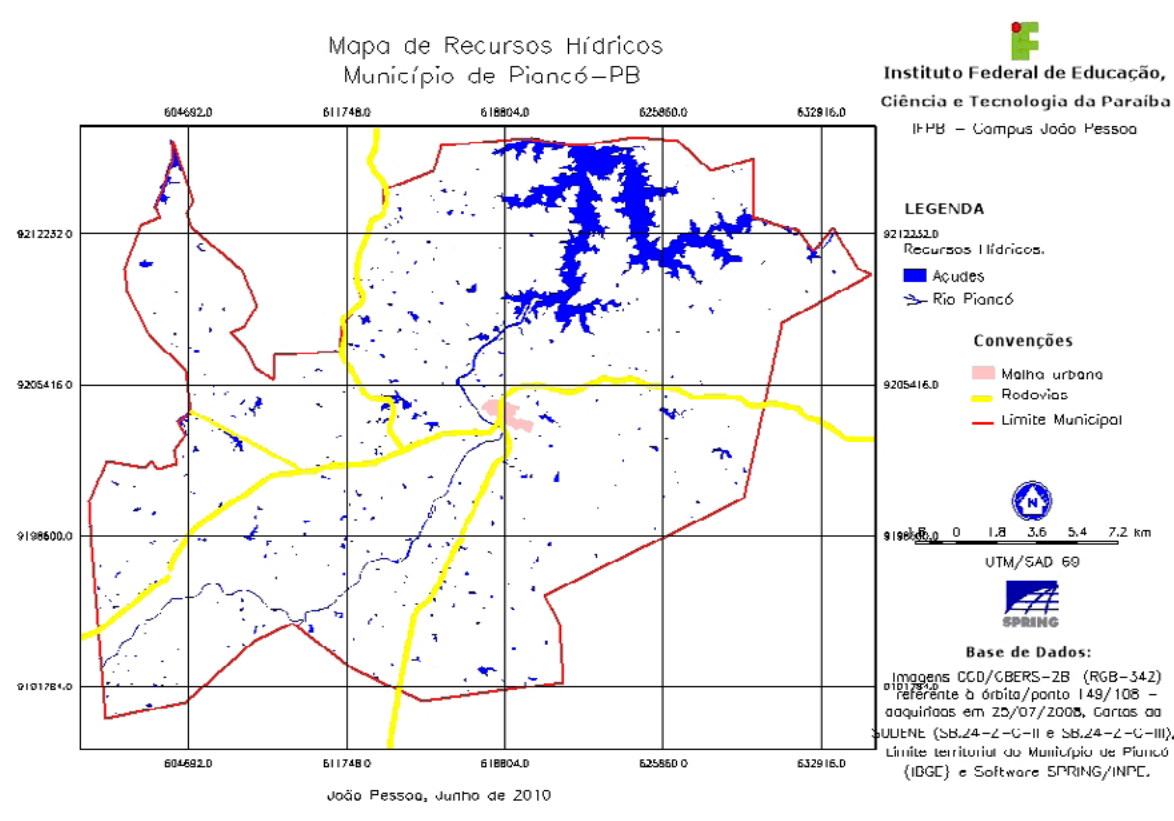 Mapa de Recursos Hídricos
Município de Piancó-PB
604692.0 611748.0 618804.0 625860.0 632916.0
9212232.0
9205416.0
9198600.0
9191784.0
604692.0 611748.0 618804.0 625860.0 632916.0
João Pessoa, Junho de 2010
Instituto Federal de Educação,
Ciência e Tecnologia da Paraíba
IFPB - Campus João Pessoa
LEGENDA
9212232.0
Recursos Hídricos.
Açudes
Rio Piancó
Convenções
Malha urbana
9205416.0
Rodovias
Limite Municipal
N
9198600.0
1.8 0 1.8 3.6 5.4 7.2 km
UTM/SAD 69
SPRING
Base de Dados:
9191784.0
Imagens CCD/CBERS-2B (RGB-342)
referente à órbita/ponto 149/108 -
adquiridas em 25/07/2008, Cartas da
SUDENE (SB.24-Z-C-II e SB.24-Z-C-III),
Limite territorial do Município de Piancó
(IBGE) e Software SPRING/INPE.